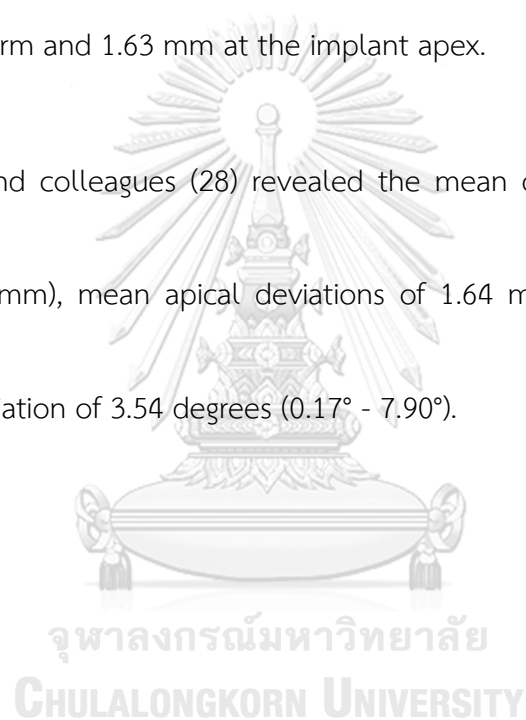 rm and 1.63 mm at the implant apex.
nd colleagues (28) revealed the mean
mm), mean apical deviations of 1.64 m
iation of 3.54 degrees (0.17° - 7.90°).
จุฬาลงกรณ์มหาวิทยาลัย
CHULALONGKORN UNIVERSITY